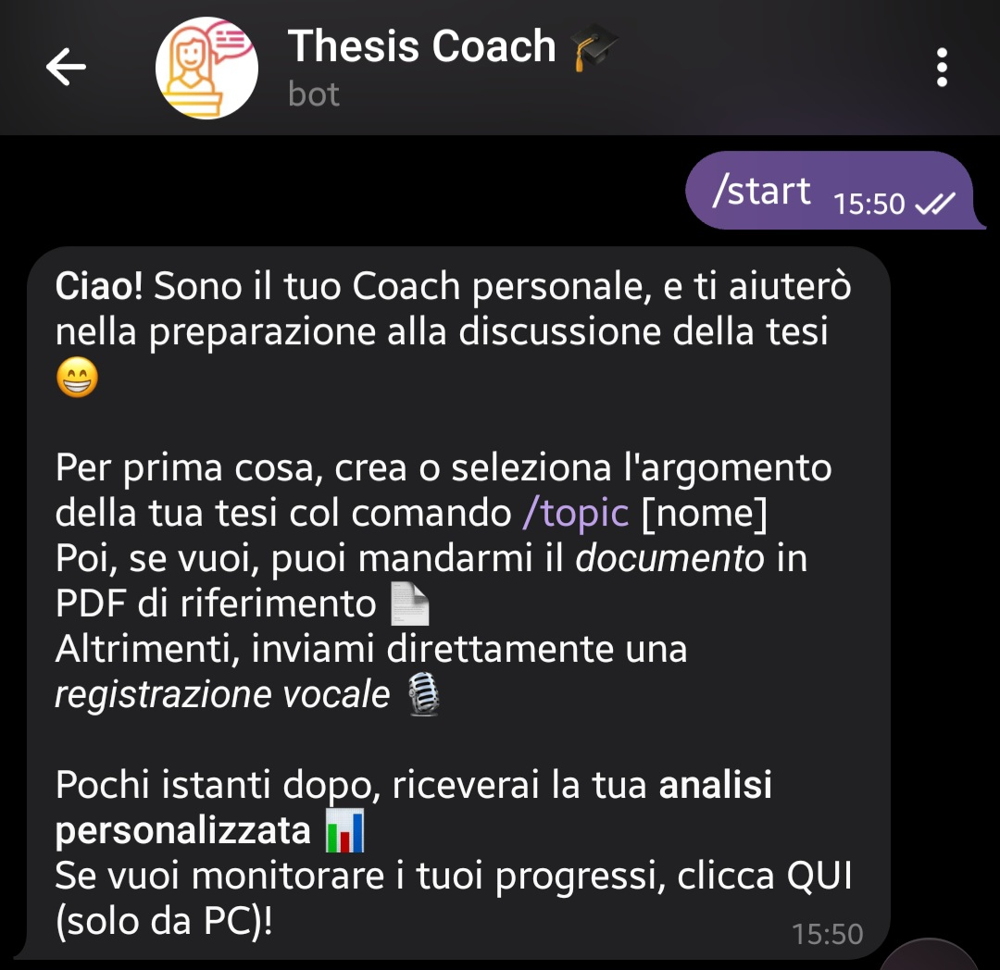 Thesis Coach 🎓
bot
/start 15:50
Ciao! Sono il tuo Coach personale, e ti aiuterò
nella preparazione alla discussione della tesi
😁
Per prima cosa, crea o seleziona l'argomento
della tua tesi col comando /topic [nome]
Poi, se vuoi, puoi mandarmi il documento in
PDF di riferimento 📄
Altrimenti, inviami direttamente una
registrazione vocale 🎙
Pochi istanti dopo, riceverai la tua analisi
personalizzata 📊
Se vuoi monitorare i tuoi progressi, clicca QUI
(solo da PC)!
15:50